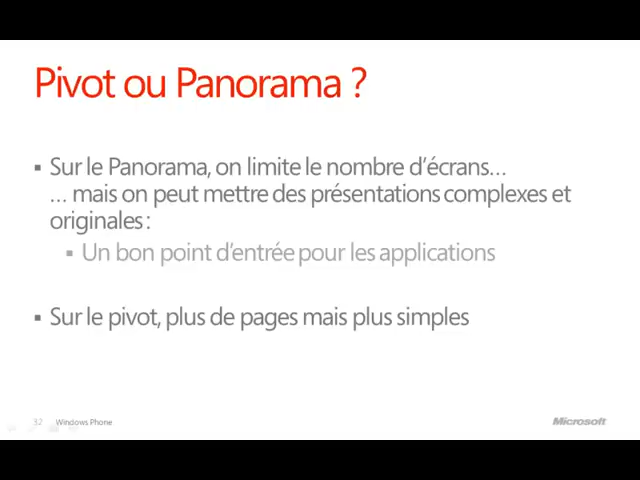 Pivot ou Panorama ?
▪ Sur le Panorama, on limite le nombre d'écrans…
… mais on peut mettre des présentations complexes et
originales :
▪ Un bon point d'entrée pour les applications
▪ Sur le pivot, plus de pages mais plus simples
32 Windows Phone
Microsoft